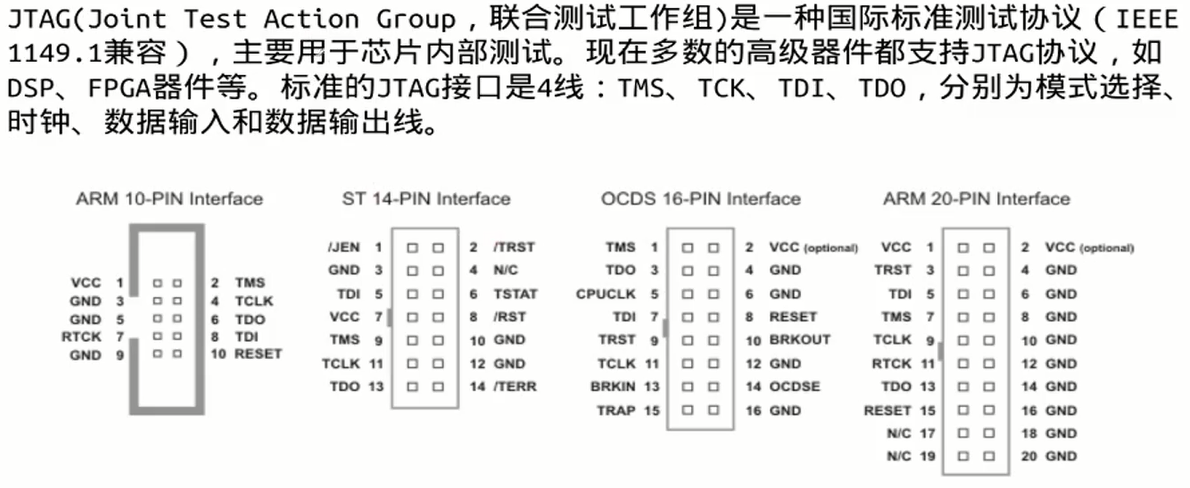 JTAG(Joint Test Action Group，联合测试工作组)是一种国际标准测试协议（IEEE
1149.1兼容），主要用于芯片内部测试。现在多数的高级器件都支持JTAG协议，如
DSP、FPGA器件等。标准的JTAG接口是4线：TMS、TCK、TDI、TDO，分别为模式选择、
时钟、数据输入和数据输出线。
ARM 10-PIN Interface
VCC 1 2 TMS
GND 3 4 TCLK
GND 5 6 TDO
RTCK 7 8 TDI
GND 9 10 RESET
ST 14-PIN Interface
/JEN 1 2 /TRST
GND 3 4 N/C
TDI 5 6 TSTAT
VCC 7 8 /RST
TMS 9 10 GND
TCLK 11 12 GND
TDO 13 14 /TERR
OCDS 16-PIN Interface
TMS 1 2 VCC (optional)
TDO 3 4 GND
CPUCLK 5 6 GND
TDI 7 8 RESET
TRST 9 10 BRKOUT
TCLK 11 12 GND
BRKIN 13 14 OCDSE
TRAP 15 16 GND
ARM 20-PIN Interface
VCC 1 2 VCC (optional)
TRST 3 4 GND
TDI 5 6 GND
TMS 7 8 GND
TCLK 9 10 GND
RTCK 11 12 GND
TDO 13 14 GND
RESET 15 16 GND
N/C 17 18 GND
N/C 19 20 GND